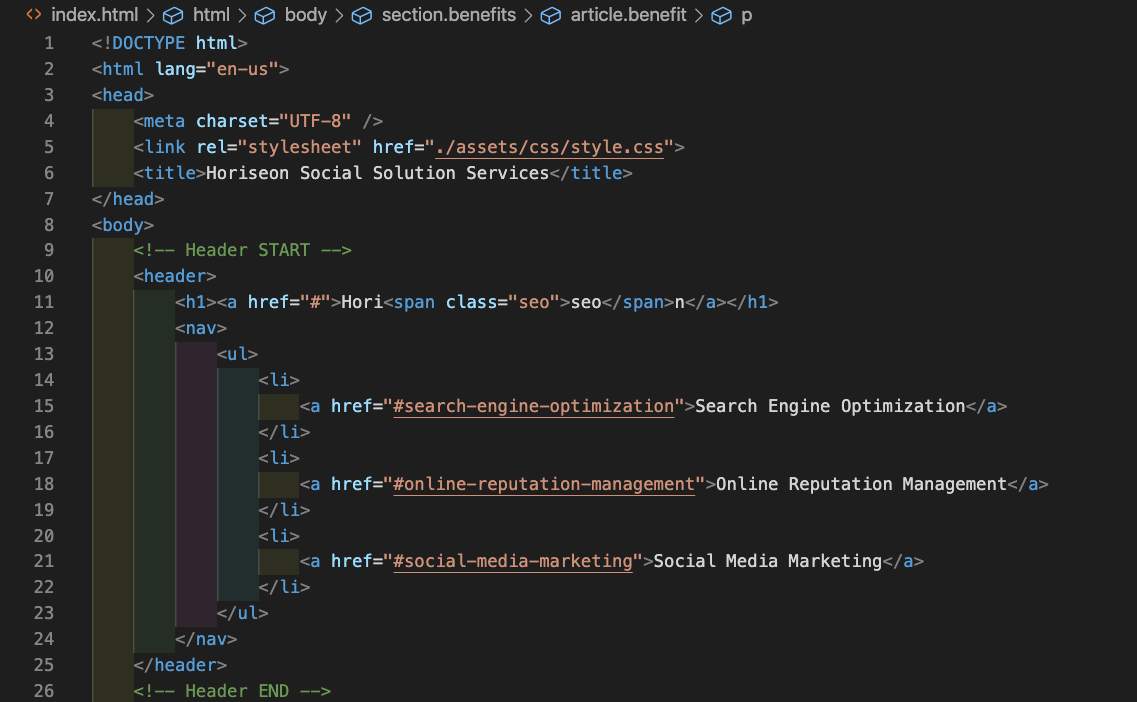 index.html > html > body > section.benefits > article.benefit > p
1 <!DOCTYPE html>
2 <html lang="en-us">
3 <head>
4 <meta charset="UTF-8" />
5 <link rel="stylesheet" href="./assets/css/style.css">
6 <title>Horiseon Social Solution Services</title>
7 </head>
8 <body>
9 <!-- Header START -->
10 <header>
11 <h1><a href="#">Hori<span class="seo">seo</span>n</a></h1>
12 <nav>
13 <ul>
14 <li>
15 <a href="#search-engine-optimization">Search Engine Optimization</a>
16 </li>
17 <li>
18 <a href="#online-reputation-management">Online Reputation Management</a>
19 </li>
20 <li>
21 <a href="#social-media-marketing">Social Media Marketing</a>
22 </li>
23 </ul>
24 </nav>
25 </header>
26 <!-- Header END -->